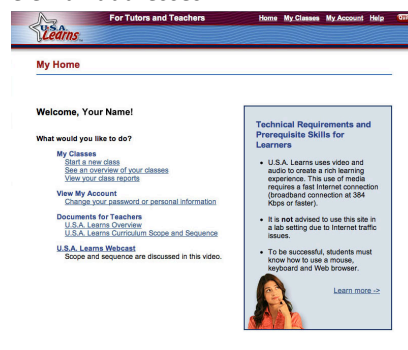 For Tutors and Teachers
Home My Classes My Account Help
U.S.A. Learns
My Home
Welcome, Your Name!
What would you like to do?
My Classes
Start a new class
See an overview of your classes
View your class reports
View My Account
Change your password or personal information
Documents for Teachers
U.S.A. Learns Overview
U.S.A. Learns Curriculum Scope and Sequence
U.S.A. Learns Webcast
Scope and sequence are discussed in this video.
Technical Requirements and
Prerequisite Skills for
Learners
• U.S.A. Learns uses video and
audio to create a rich learning
experience. This use of media
requires a fast Internet connection
(broadband connection at 384
Kbps or faster).
• It is not advised to use this site in
a lab setting due to Internet traffic
issues.
• To be successful, students must
know how to use a mouse,
keyboard and Web browser.
Learn more ->